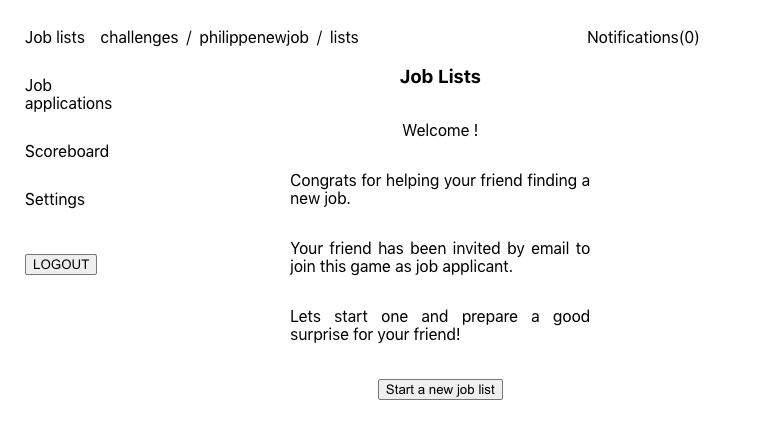 Job lists
challenges / philippenewjob / lists
Notifications(0)
Job
applications
Scoreboard
Settings
LOGOUT
Job Lists
Welcome !
Congrats for helping your friend finding a
new job.
Your friend has been invited by email to
join this game as job applicant.
Lets start one and prepare a good
surprise for your friend!
Start a new job list